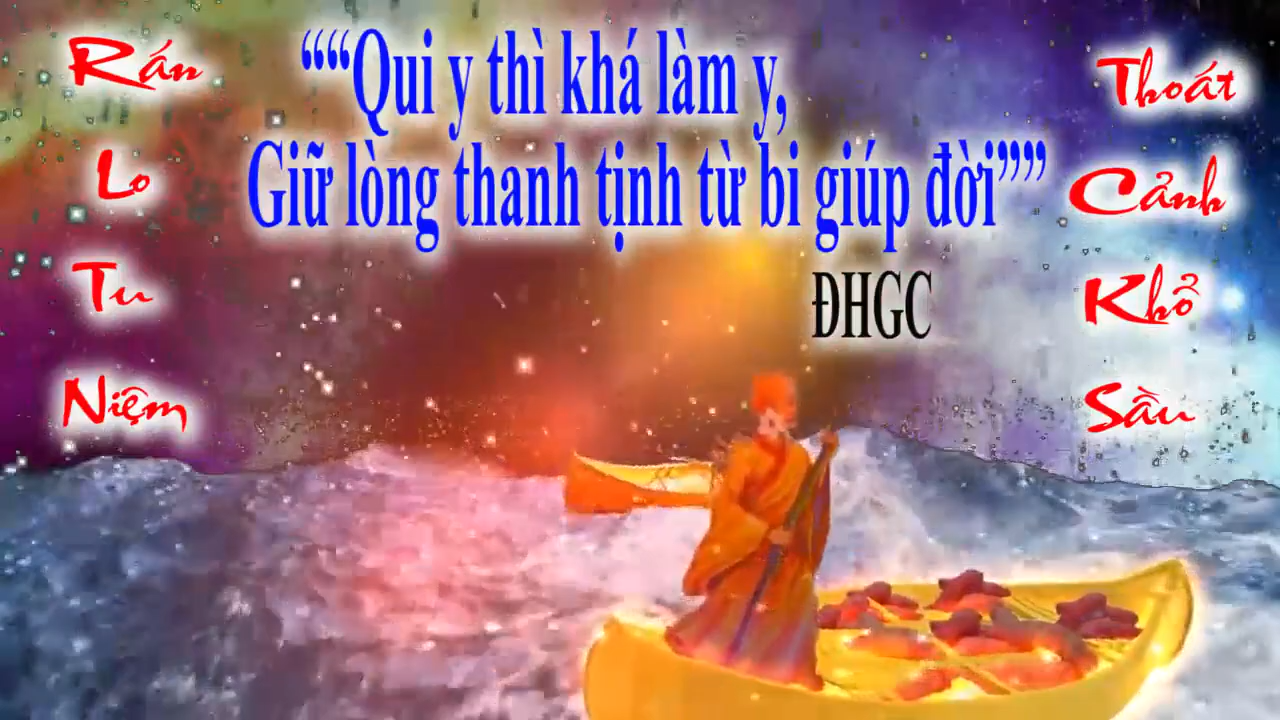 ““Qui y thì khá làm y,
Giữ lòng thanh tịnh từ bi giúp đời””
ĐHGC
Rán
Lo
Tu
Niệm
Thoát
Cảnh
Khổ
Sầu